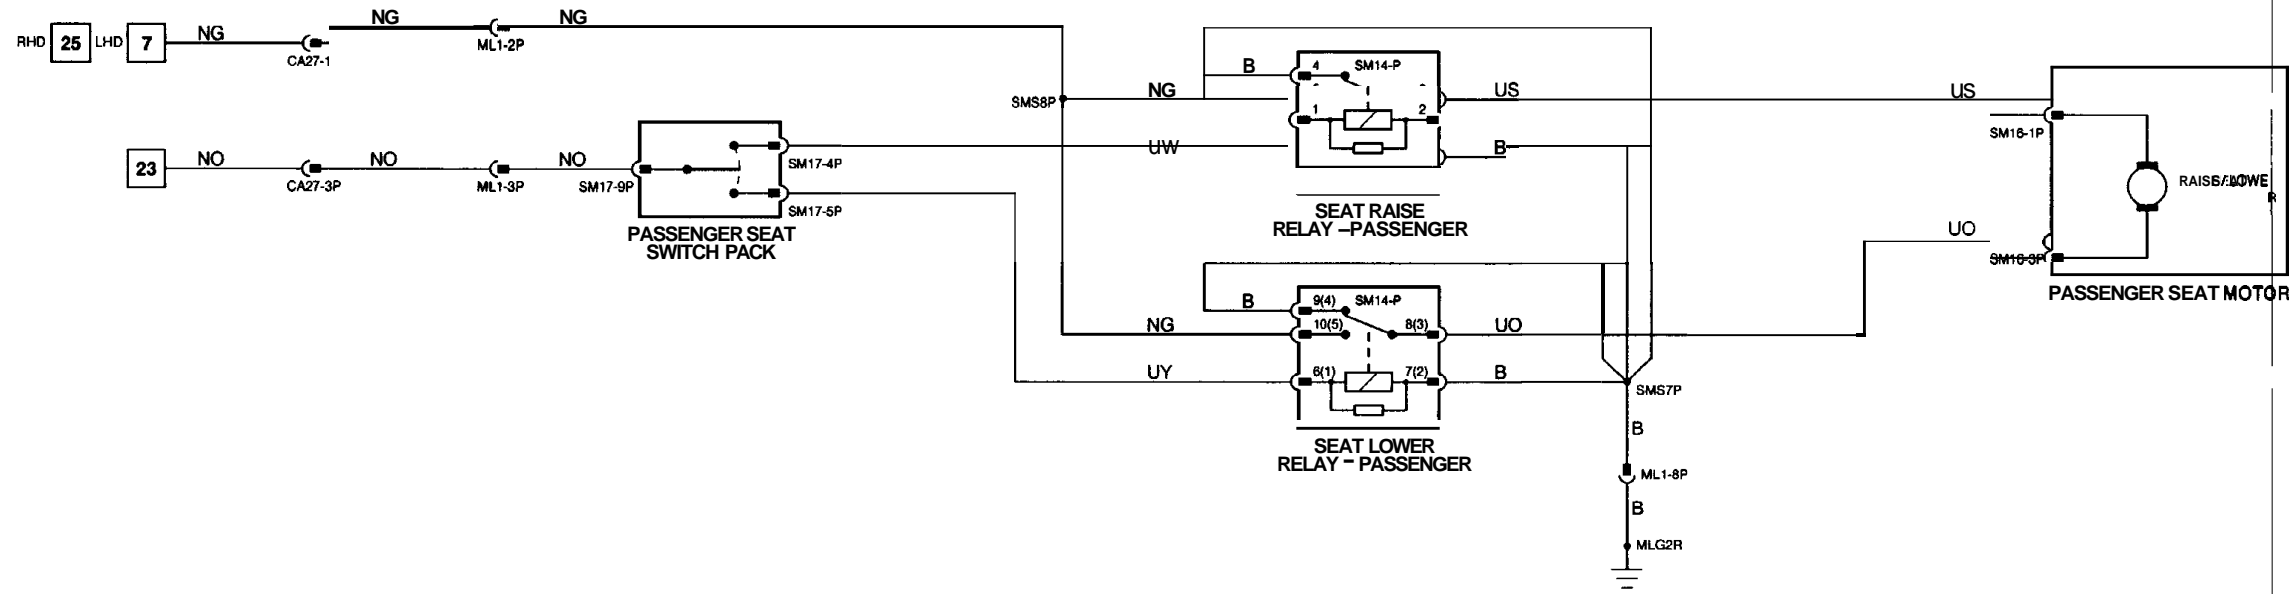 NG NG
RHD 25 LHD 7 NG
CA27-1 ML1-2P
B 4 SM14-P
SMS8P NG US US
1 2
SM16-1P
23 NO NO NO
UW B
SM17-4P
CA27-3P ML1-3P SM17-9P
SM17-5P
PASSENGER SEAT
SWITCH PACK
SEAT RAISE
RELAY –PASSENGER
UO
SM16-3P
PASSENGER SEAT MOTOR
B 9(4) SM14-P
NG 10(5) 8(3) UO
UY 6(1) 7(2) B
SMS7P
B
SEAT LOWER
RELAY – PASSENGER
ML1-8P
B
MLG2R